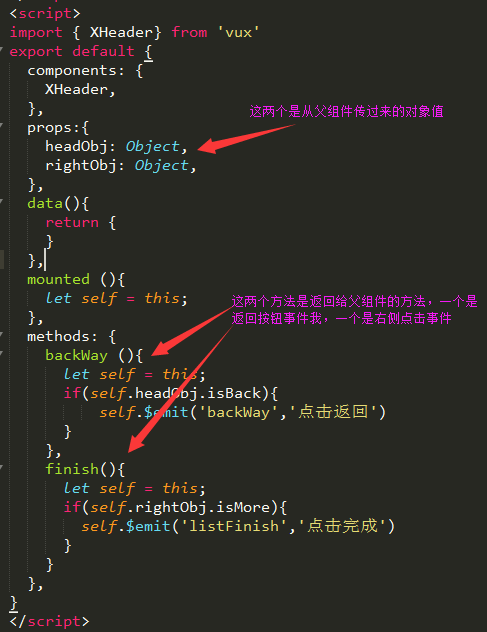 <script>
import { XHeader} from 'vux'
export default {
components: {
XHeader,
},
这两个是从父组件传过来的对象值
props:{
headObj: Object,
rightObj: Object,
},
data(){
return {
}
},
mounted (){
let self = this;
},
这两个方法是返回给父组件的方法，一个是
返回按钮事件我，一个是右侧点击事件
methods: {
backWay (){
let self = this;
if(self.headObj.isBack){
self.$emit('backWay','点击返回')
}
},
finish(){
let self = this;
if(self.rightObj.isMore){
self.$emit('listFinish','点击完成')
}
}
},
}
</script>